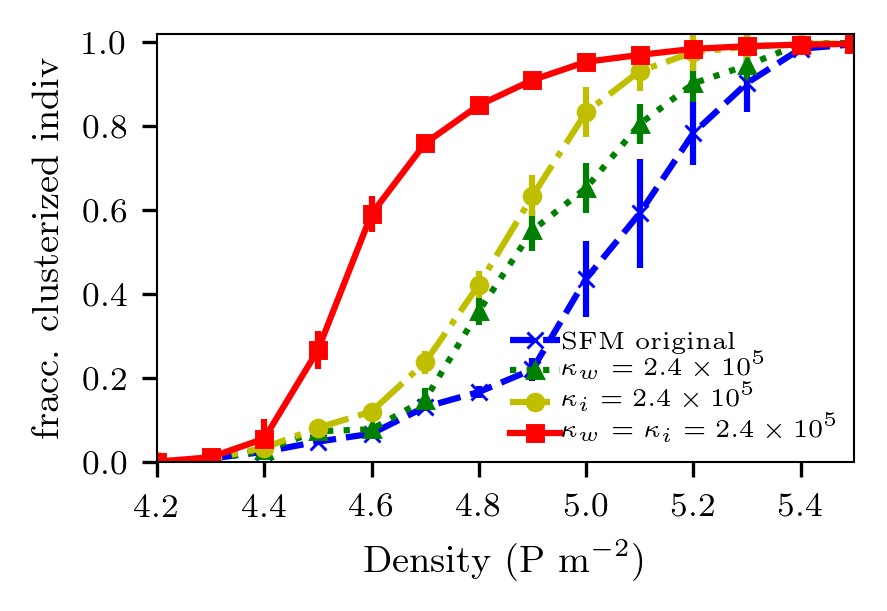 fracc. clusterized indiv
1.0
0.8
0.6
0.4
0.2
0.0
SFM original
κ_w = 2.4 × 10^5
κ_i = 2.4 × 10^5
κ_w = κ_i = 2.4 × 10^5
4.2 4.4 4.6 4.8 5.0 5.2 5.4
Density (P m^−2)